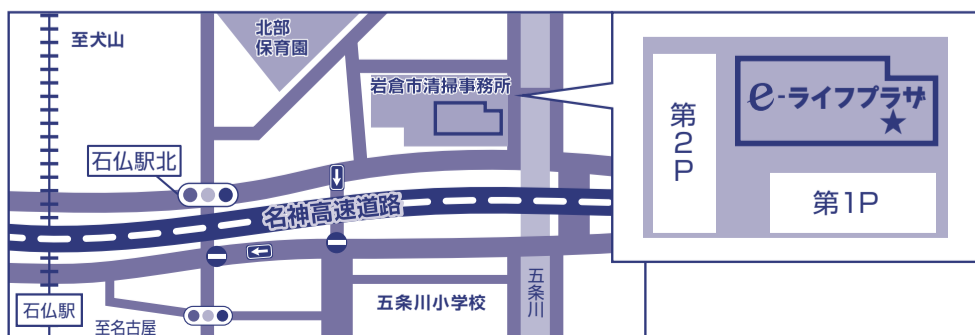 至犬山
北部
保育園
岩倉市清掃事務所
石仏駅北
名神高速道路
石仏駅
至名古屋
五条川小学校
五条川
e-ライフプラザ
第2P
第1P